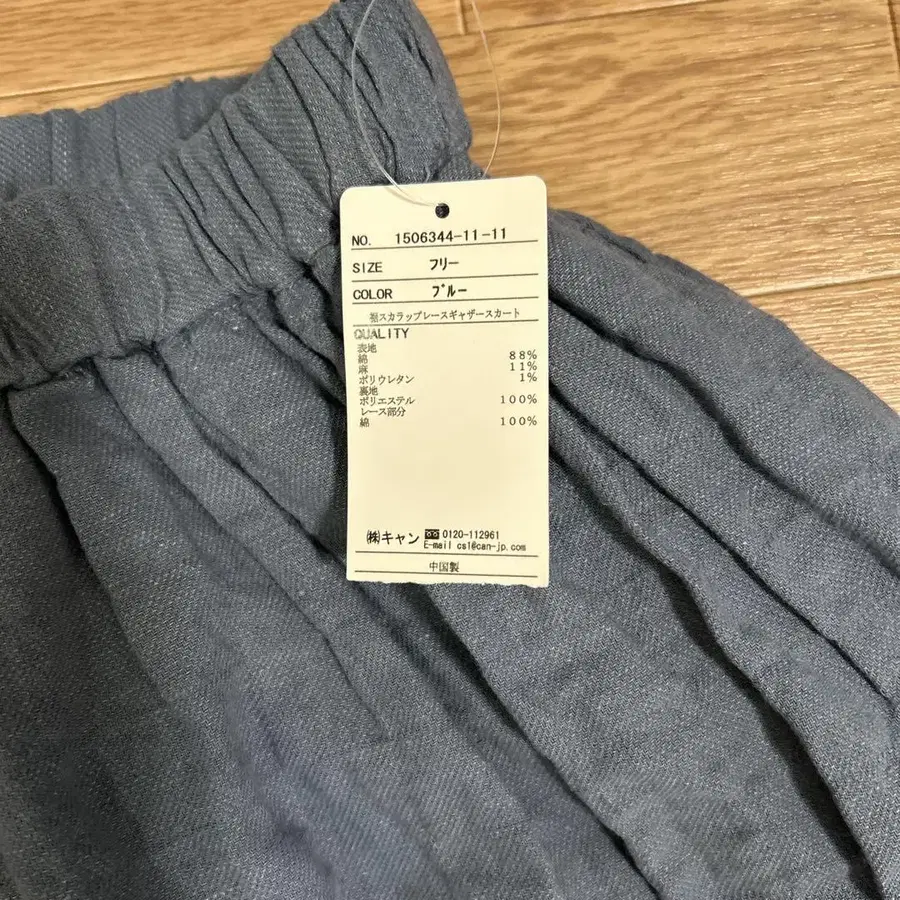 NO. 1506344-11-11
SIZE フリー
COLOR ブルー
裾スカラップレースギャザースカート
QUALITY
表地
綿 88%
麻 11%
ポリウレタン 1%
裏地
ポリエステル 100%
レース部分
綿 100%
㈱キャン 0120-112961
E-mail cs1@can-jp.com
中国製